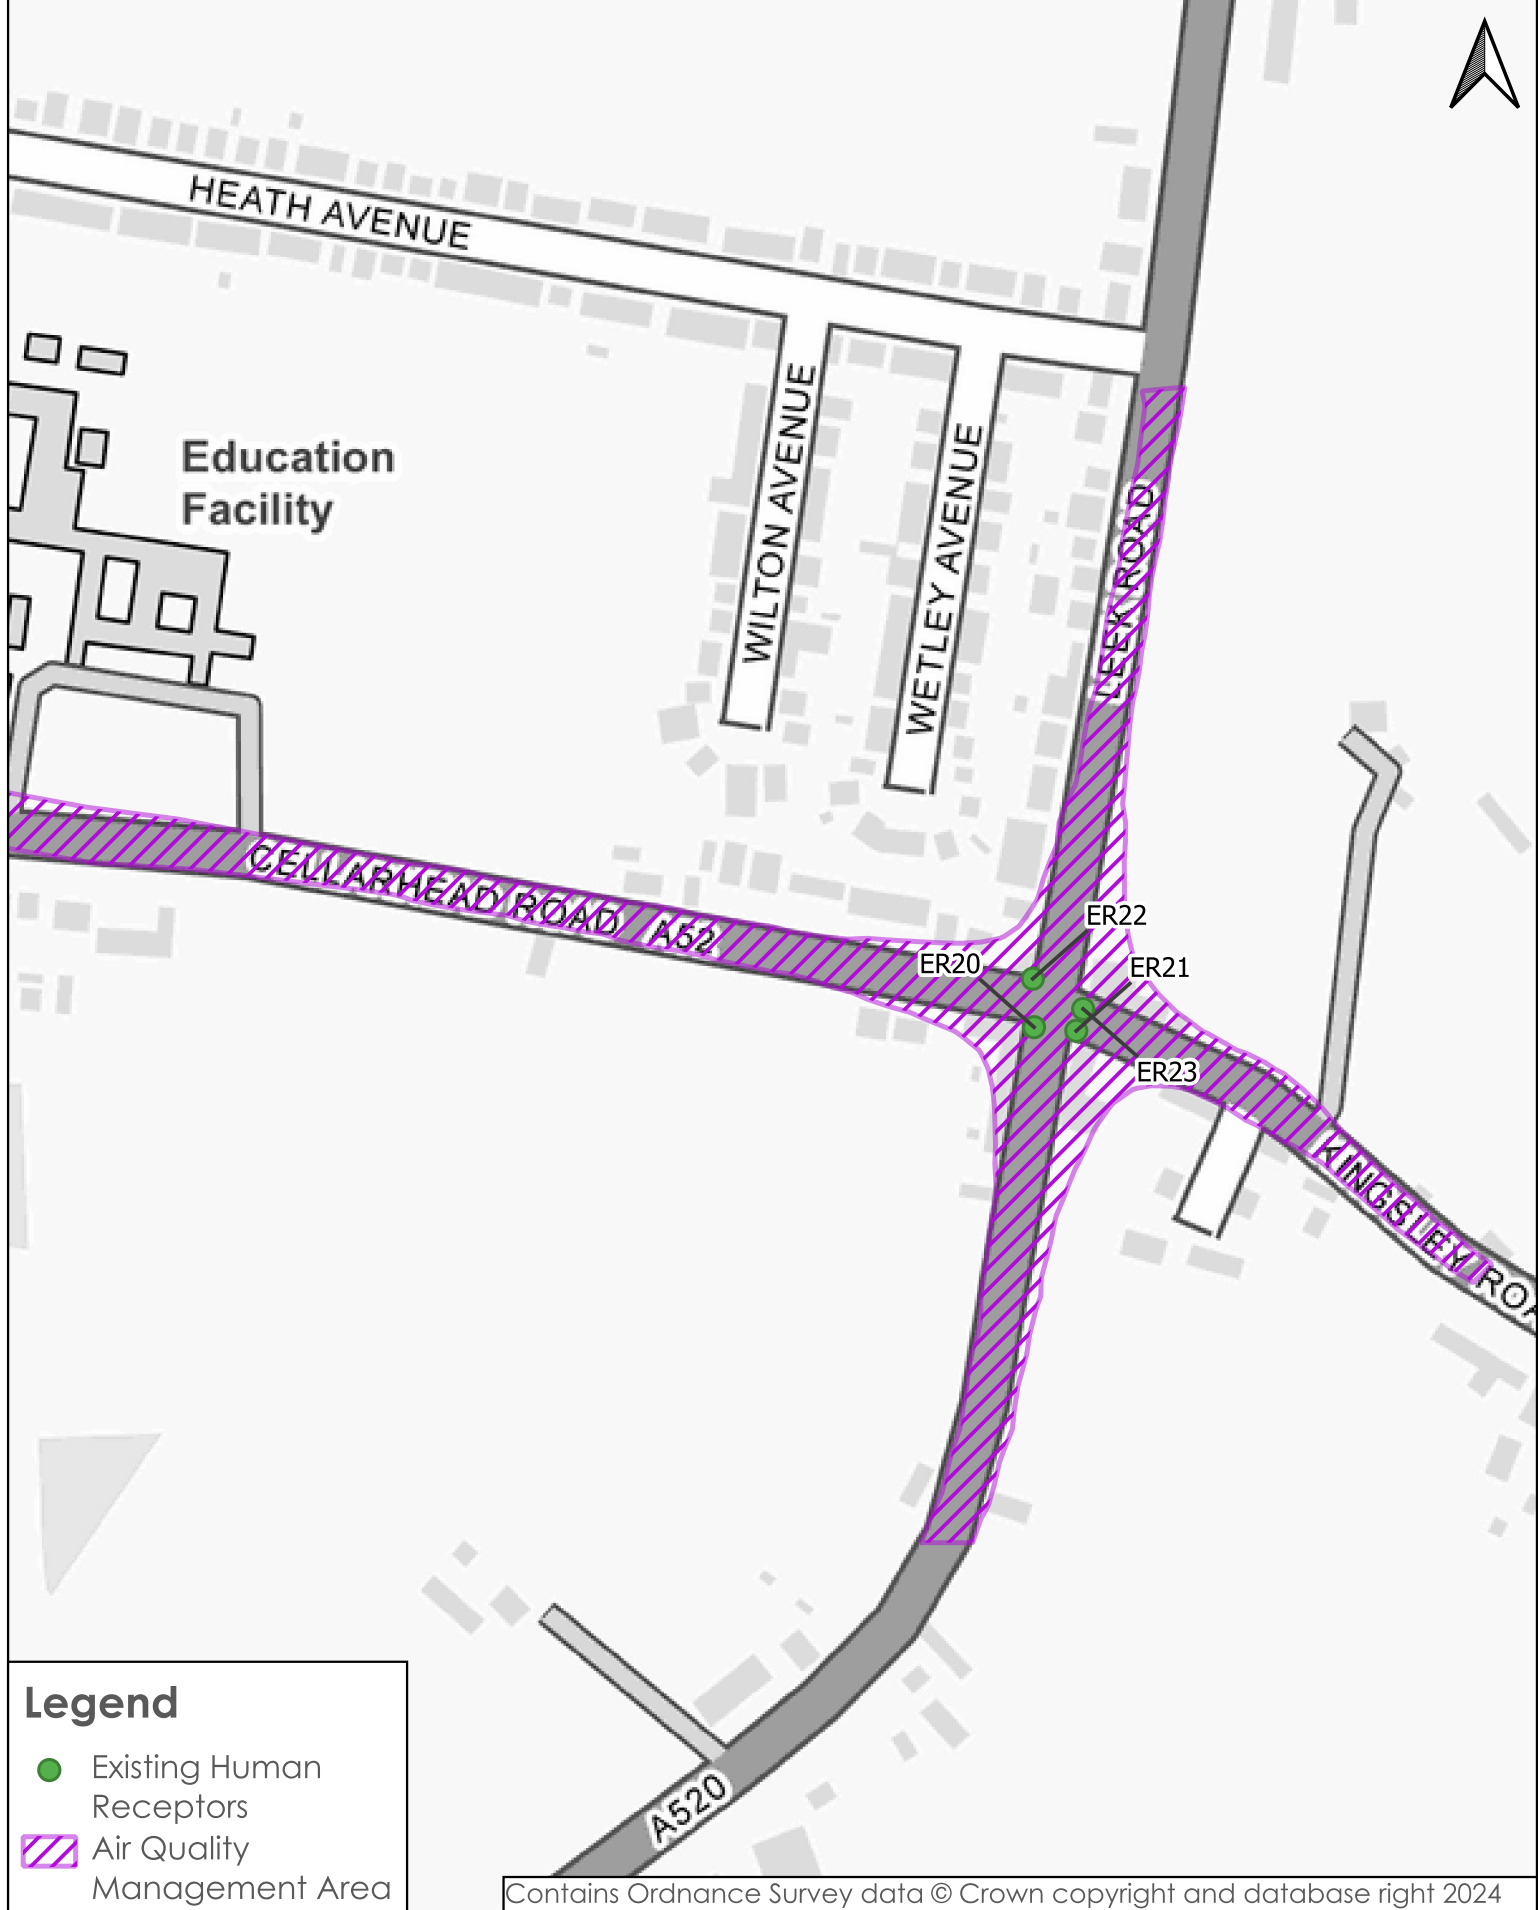 HEATH AVENUE
Education
Facility
WILTON AVENUE
WETLEY AVENUE
LEEK ROAD
CELLARHEAD ROAD A52
ER22
ER20
ER21
ER23
KINGSLEY ROA
A520
Legend
Existing Human
Receptors
Air Quality
Management Area
Contains Ordnance Survey data © Crown copyright and database right 2024